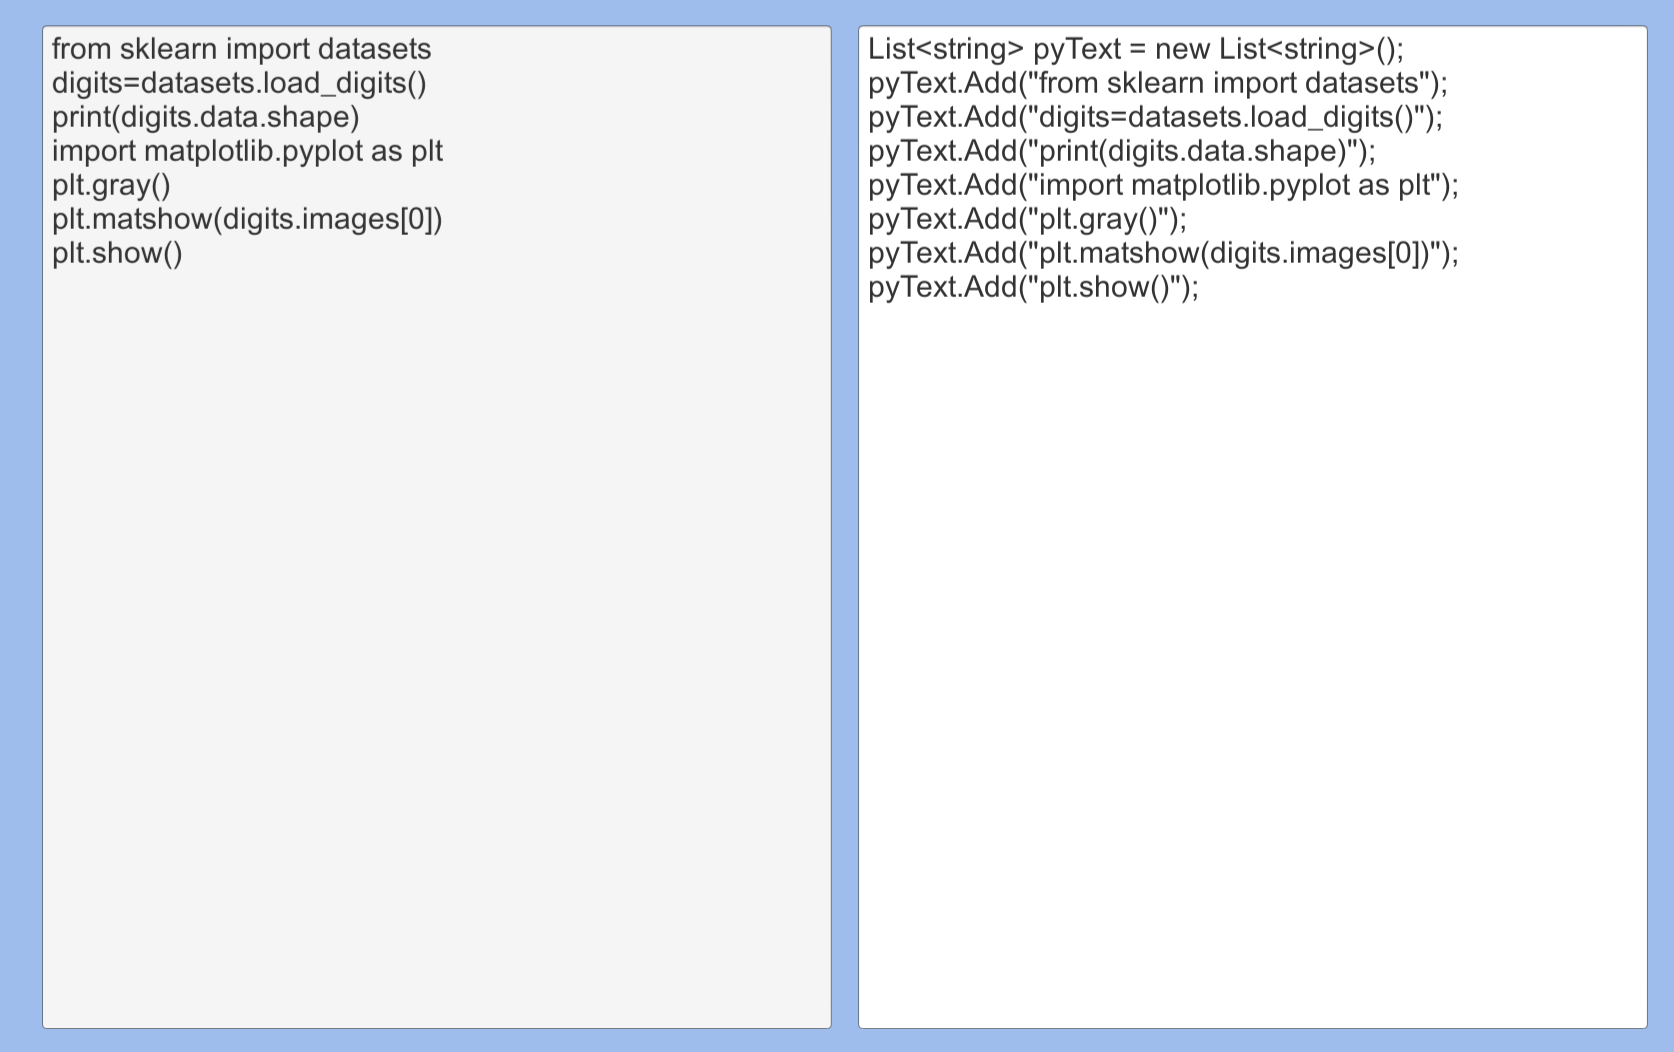 from sklearn import datasets
digits=datasets.load_digits()
print(digits.data.shape)
import matplotlib.pyplot as plt
plt.gray()
plt.matshow(digits.images[0])
plt.show()
List<string> pyText = new List<string>();
pyText.Add("from sklearn import datasets");
pyText.Add("digits=datasets.load_digits()");
pyText.Add("print(digits.data.shape)");
pyText.Add("import matplotlib.pyplot as plt");
pyText.Add("plt.gray()");
pyText.Add("plt.matshow(digits.images[0])");
pyText.Add("plt.show()");